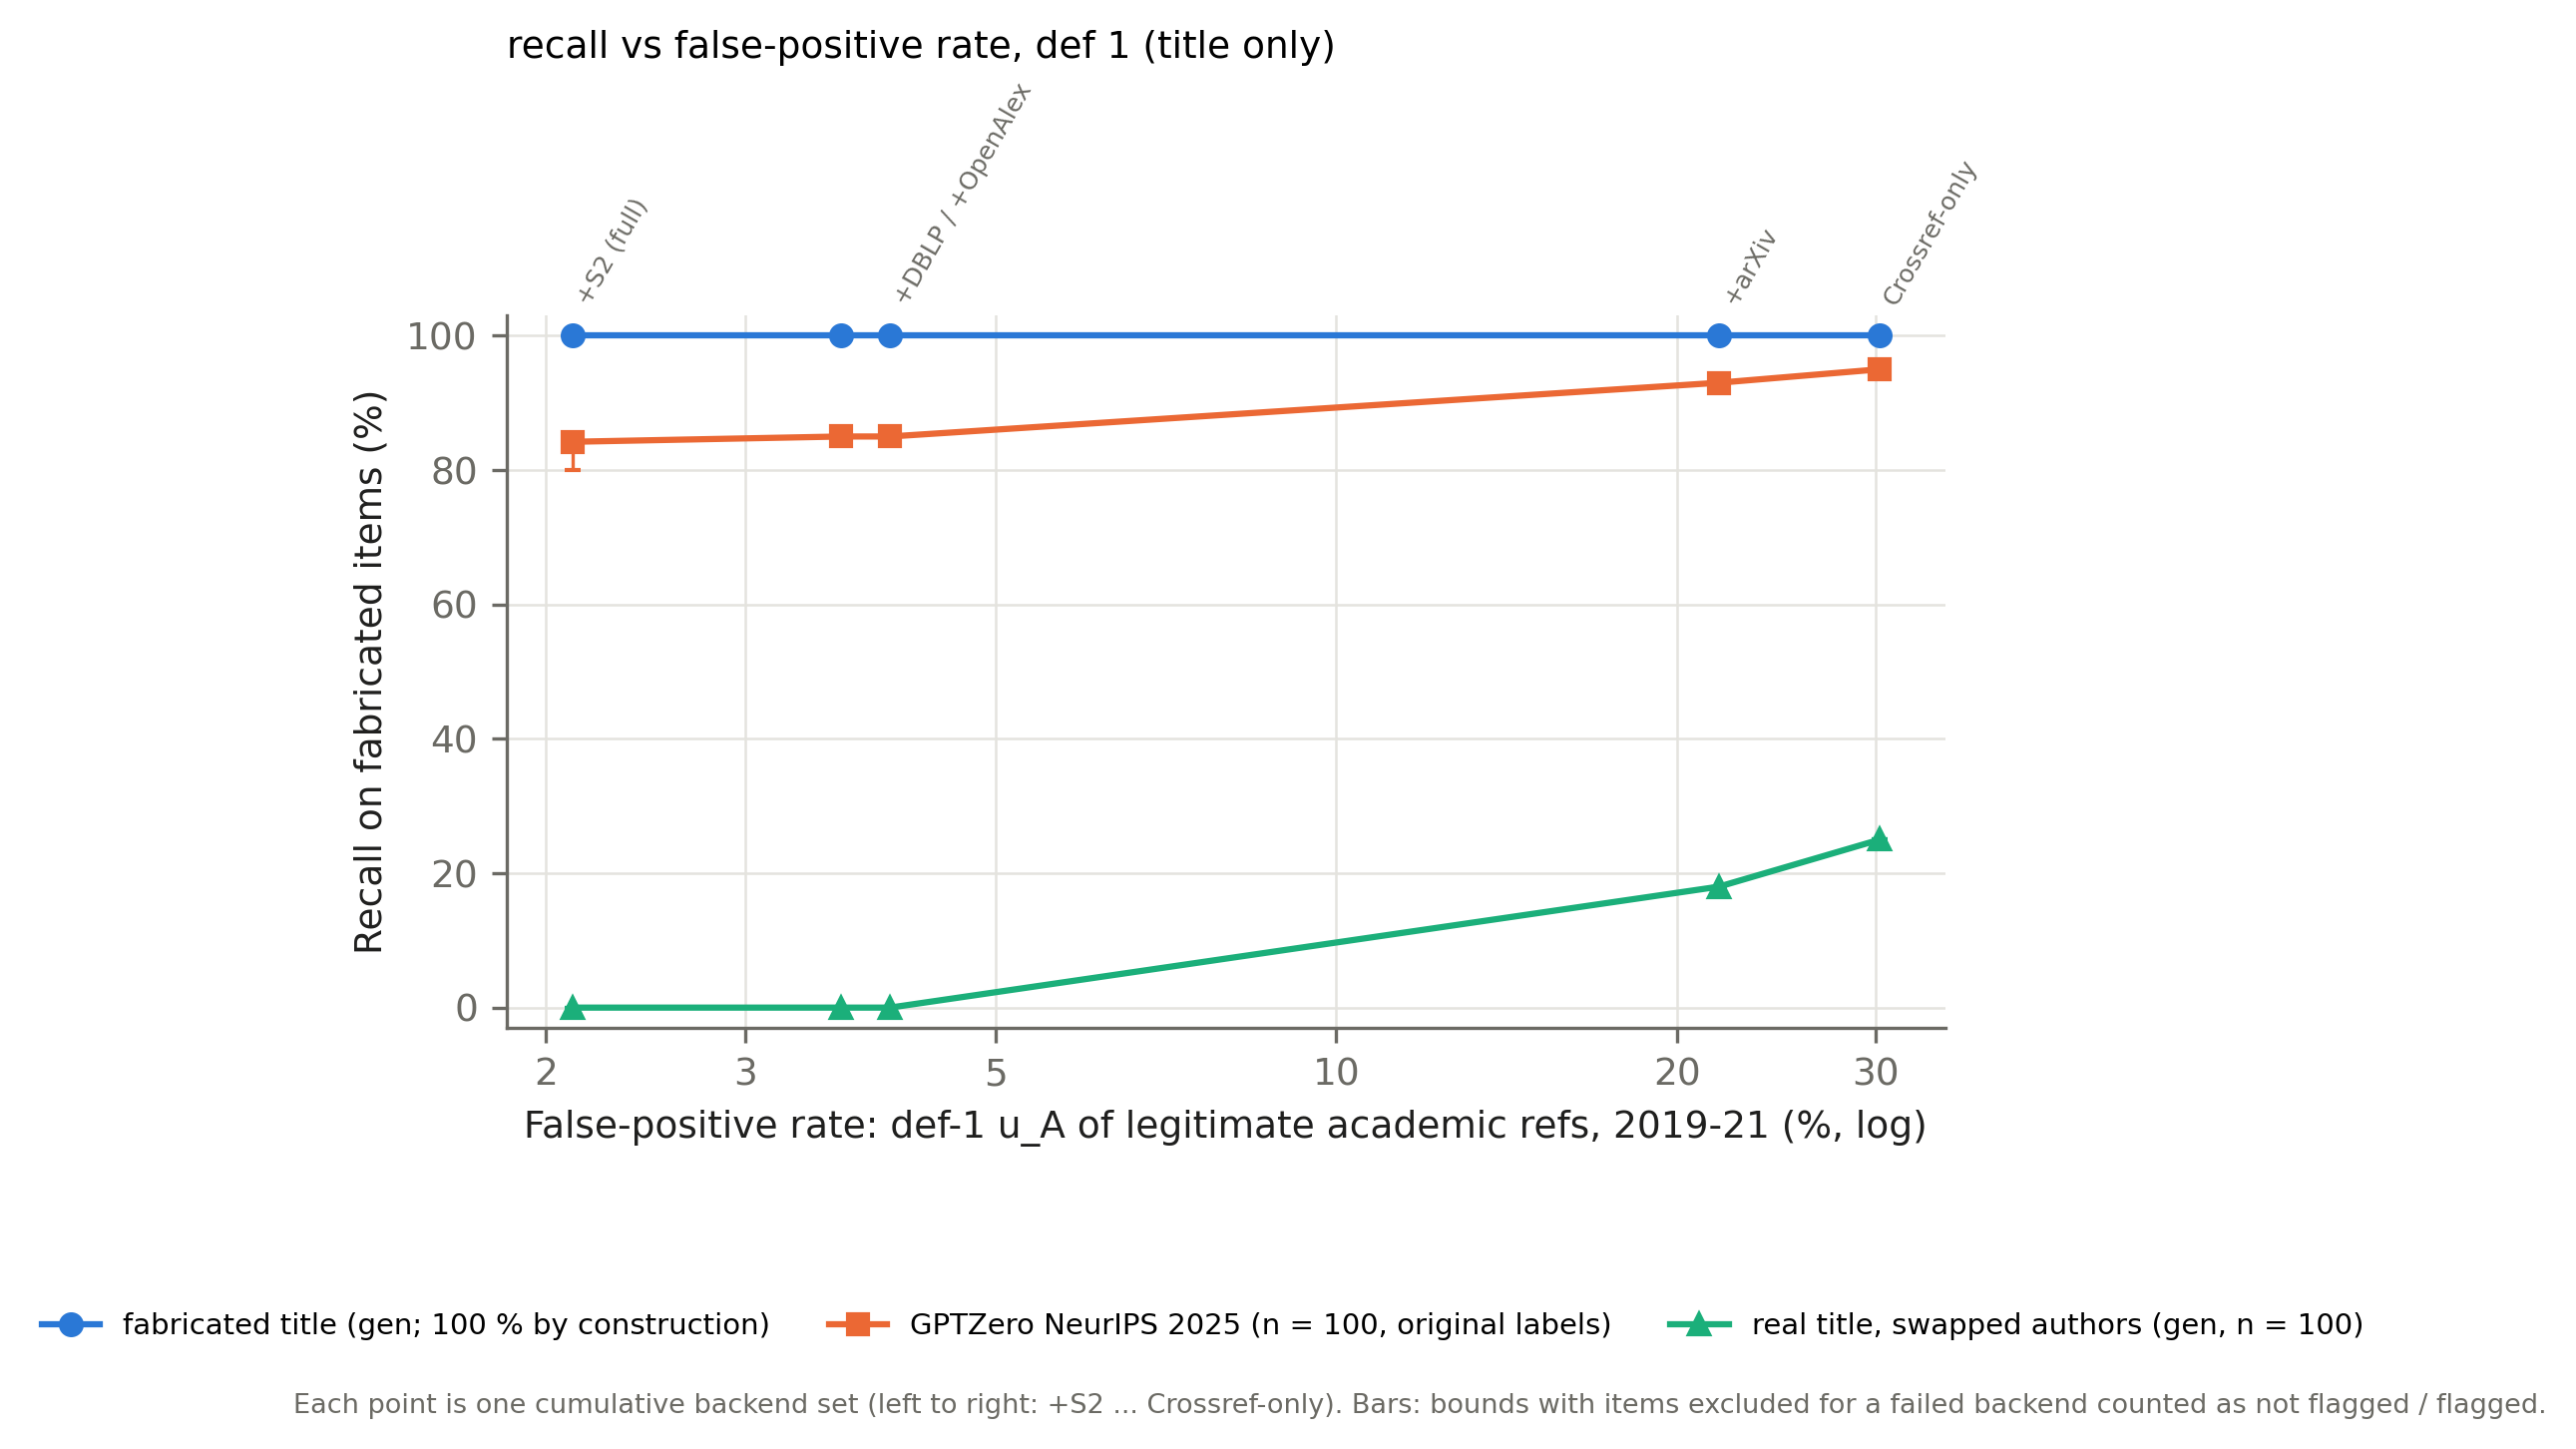 recall vs false-positive rate, def 1 (title only)
+S2 (full)
+DBLP / +OpenAlex
+arXiv
Crossref-only
Recall on fabricated items (%)
100
80
60
40
20
0
2
3
5
10
20
30
False-positive rate: def-1 u_A of legitimate academic refs, 2019-21 (%, log)
fabricated title (gen; 100 % by construction)
GPTZero NeurIPS 2025 (n = 100, original labels)
real title, swapped authors (gen, n = 100)
Each point is one cumulative backend set (left to right: +S2 ... Crossref-only). Bars: bounds with items excluded for a failed backend counted as not flagged / flagged.